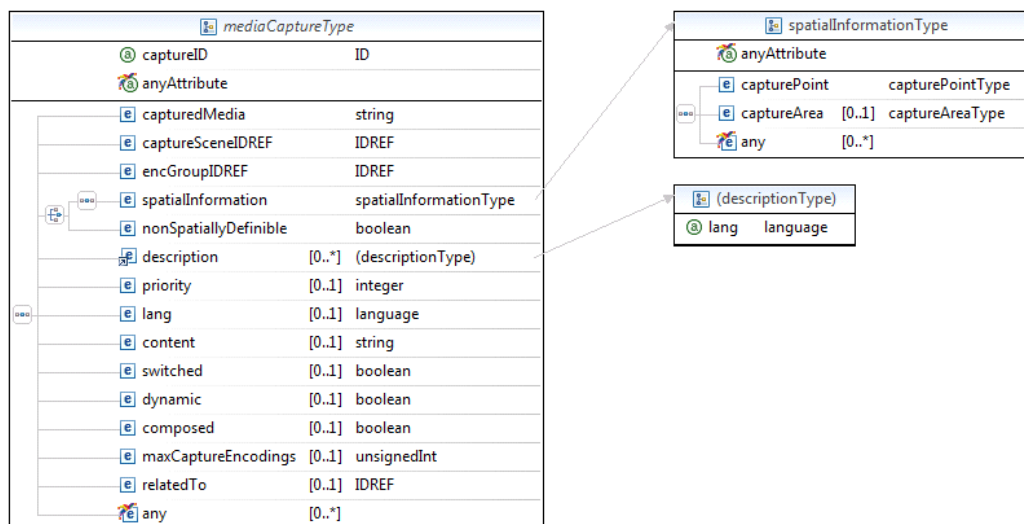 mediaCaptureType
captureID ID
anyAttribute
capturedMedia string
captureSceneIDREF IDREF
encGroupIDREF IDREF
spatialInformation spatialInformationType
nonSpatiallyDefinible boolean
description [0..*] (descriptionType)
priority [0..1] integer
lang [0..1] language
content [0..1] string
switched [0..1] boolean
dynamic [0..1] boolean
composed [0..1] boolean
maxCaptureEncodings [0..1] unsignedInt
relatedTo [0..1] IDREF
any [0..*]
spatialInformationType
anyAttribute
capturePoint capturePointType
captureArea [0..1] captureAreaType
any [0..*]
(descriptionType)
lang language